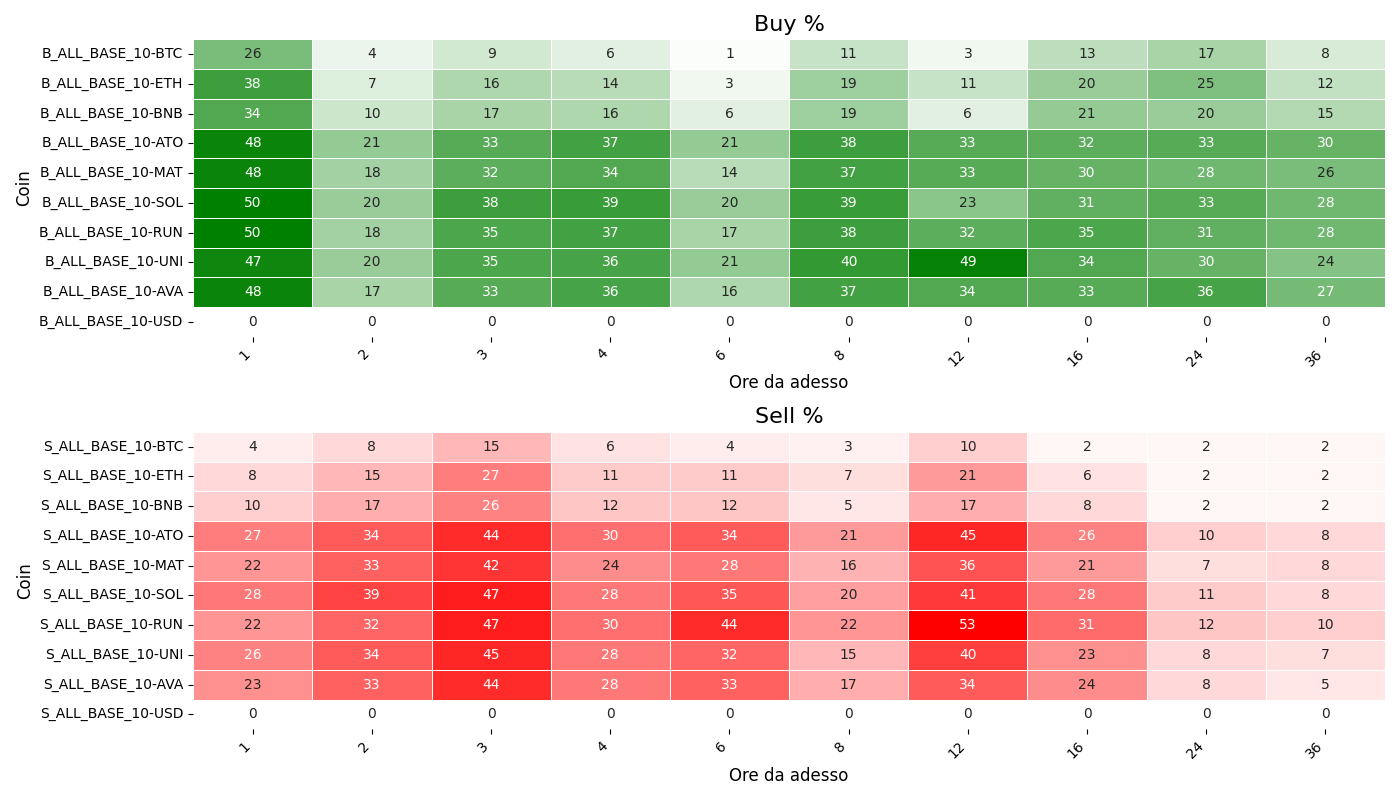 Buy %
Coin
B_ALL_BASE_10-BTC 26 4 9 6 1 11 3 13 17 8
B_ALL_BASE_10-ETH 38 7 16 14 3 19 11 20 25 12
B_ALL_BASE_10-BNB 34 10 17 16 6 19 6 21 20 15
B_ALL_BASE_10-ATO 48 21 33 37 21 38 33 32 33 30
B_ALL_BASE_10-MAT 48 18 32 34 14 37 33 30 28 26
B_ALL_BASE_10-SOL 50 20 38 39 20 39 23 31 33 28
B_ALL_BASE_10-RUN 50 18 35 37 17 38 32 35 31 28
B_ALL_BASE_10-UNI 47 20 35 36 21 40 49 34 30 24
B_ALL_BASE_10-AVA 48 17 33 36 16 37 34 33 36 27
B_ALL_BASE_10-USD 0 0 0 0 0 0 0 0 0 0
1 2 3 4 6 8 12 16 24 36
Ore da adesso
Sell %
Coin
S_ALL_BASE_10-BTC 4 8 15 6 4 3 10 2 2 2
S_ALL_BASE_10-ETH 8 15 27 11 11 7 21 6 2 2
S_ALL_BASE_10-BNB 10 17 26 12 12 5 17 8 2 2
S_ALL_BASE_10-ATO 27 34 44 30 34 21 45 26 10 8
S_ALL_BASE_10-MAT 22 33 42 24 28 16 36 21 7 8
S_ALL_BASE_10-SOL 28 39 47 28 35 20 41 28 11 8
S_ALL_BASE_10-RUN 22 32 47 30 44 22 53 31 12 10
S_ALL_BASE_10-UNI 26 34 45 28 32 15 40 23 8 7
S_ALL_BASE_10-AVA 23 33 44 28 33 17 34 24 8 5
S_ALL_BASE_10-USD 0 0 0 0 0 0 0 0 0 0
1 2 3 4 6 8 12 16 24 36
Ore da adesso